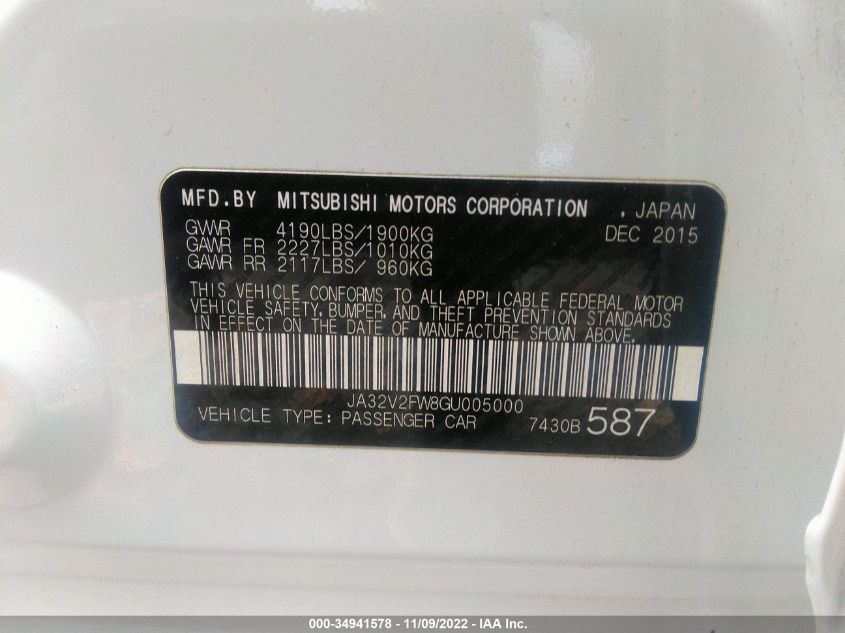 MFD.BY MITSUBISHI MOTORS CORPORATION . JAPAN
GVWR 4190LBS/1900KG DEC 2015
GAWR FR 2227LBS/1010KG
GAWR RR 2117LBS/ 960KG
THIS VEHICLE CONFORMS TO ALL APPLICABLE FEDERAL MOTOR
VEHICLE SAFETY, BUMPER, AND THEFT PREVENTION STANDARDS
IN EFFECT ON THE DATE OF MANUFACTURE SHOWN ABOVE.
JA32V2FW8GU005000
VEHICLE TYPE: PASSENGER CAR 7430B 587
000-34941578 - 11/09/2022 - IAA Inc.